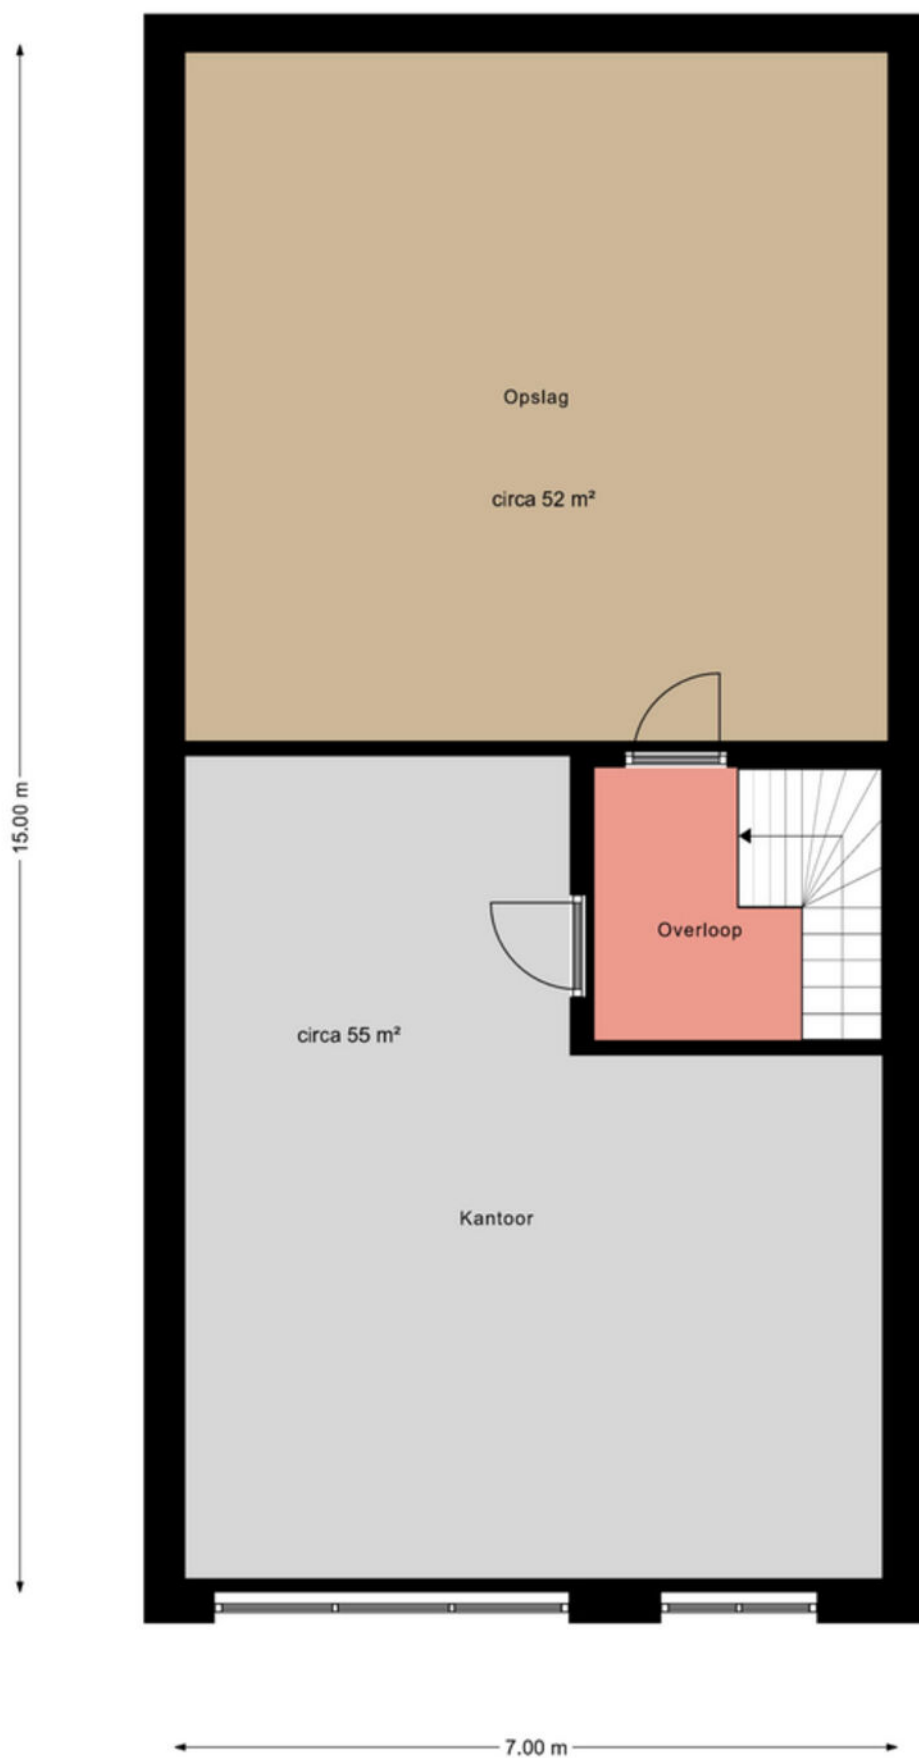 Opslag
circa 52 m²
15.00 m
Overloop
circa 55 m²
Kantoor
7.00 m